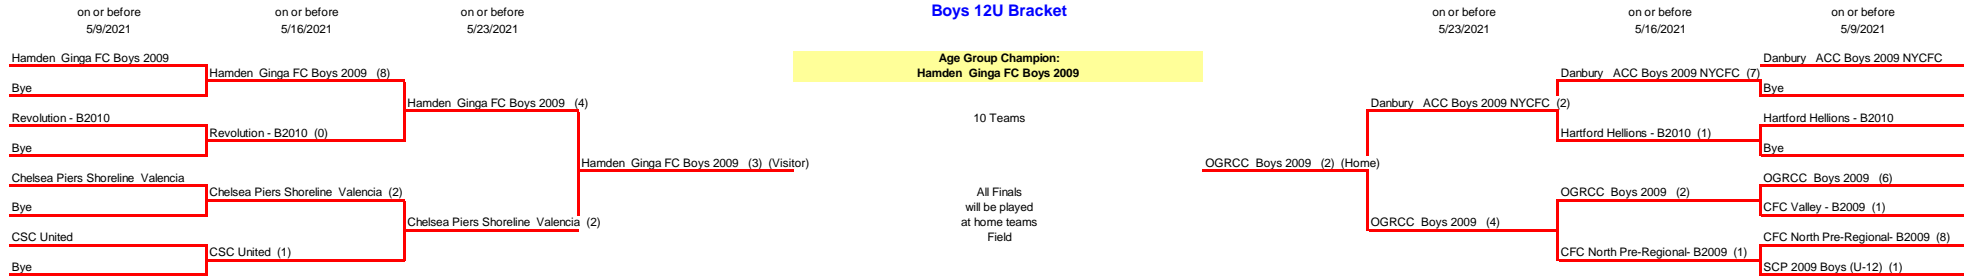 on or before
5/9/2021
on or before
5/16/2021
on or before
5/23/2021
Boys 12U Bracket
on or before
5/23/2021
on or before
5/16/2021
on or before
5/9/2021
Hamden Ginga FC Boys 2009
Bye
Revolution - B2010
Bye
Chelsea Piers Shoreline Valencia
Bye
CSC United
Bye
Hamden Ginga FC Boys 2009 (8)
Revolution - B2010 (0)
Chelsea Piers Shoreline Valencia (2)
CSC United (1)
Hamden Ginga FC Boys 2009 (4)
Chelsea Piers Shoreline Valencia (2)
Hamden Ginga FC Boys 2009 (3) (Visitor)
Age Group Champion:
Hamden Ginga FC Boys 2009
10 Teams
All Finals
will be played
at home teams
Field
OGRCC Boys 2009 (2) (Home)
Danbury ACC Boys 2009 NYCFC (2)
OGRCC Boys 2009 (4)
Danbury ACC Boys 2009 NYCFC (7)
Hartford Hellions - B2010 (1)
OGRCC Boys 2009 (2)
CFC North Pre-Regional- B2009 (1)
Danbury ACC Boys 2009 NYCFC
Bye
Hartford Hellions - B2010
Bye
OGRCC Boys 2009 (6)
CFC Valley - B2009 (1)
CFC North Pre-Regional- B2009 (8)
SCP 2009 Boys (U-12) (1)